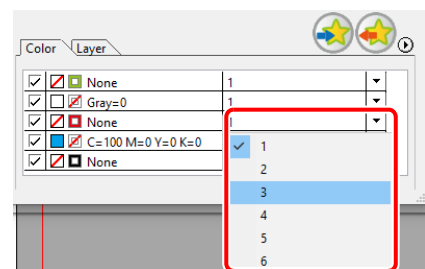 Color Layer
None 1
Gray=0 1
None 1
C=100 M=0 Y=0 K=0
None
1
2
3
4
5
6